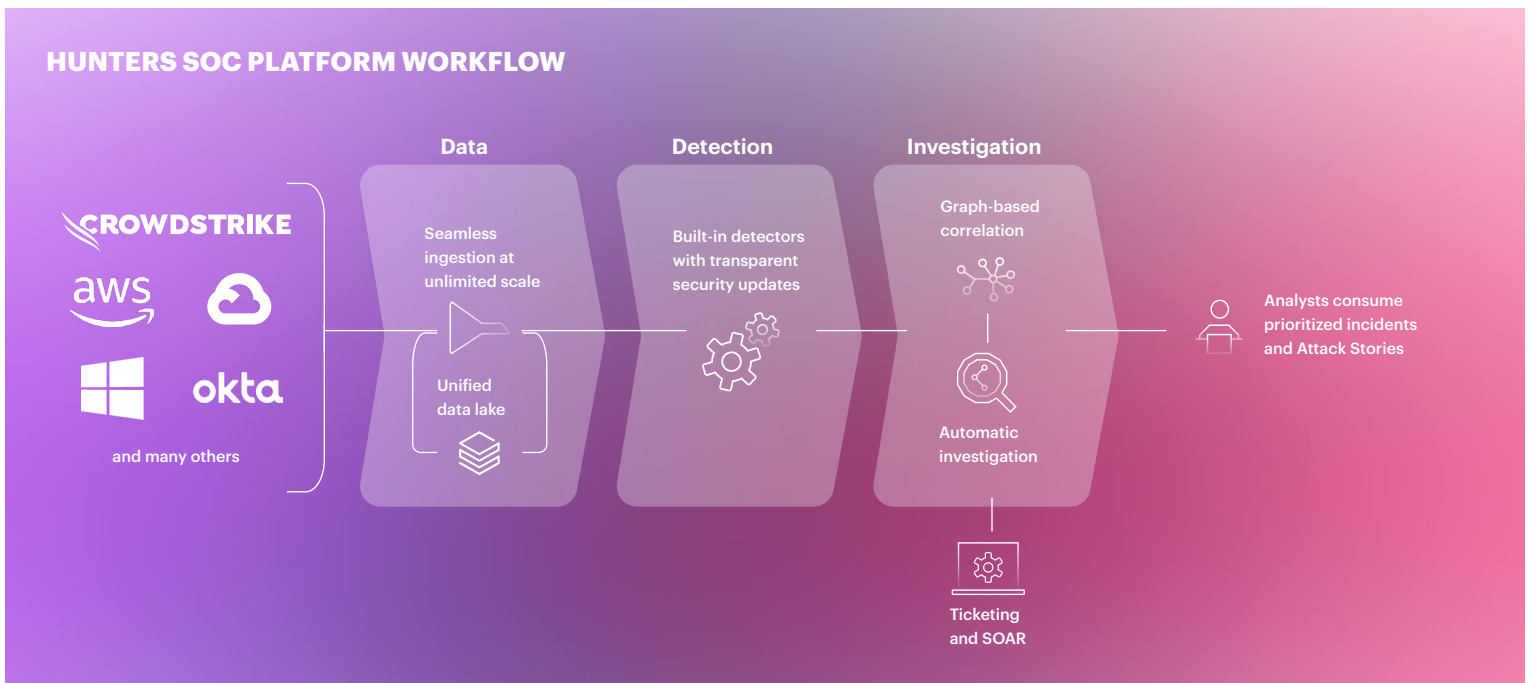 HUNTERS SOC PLATFORM WORKFLOW
CROWDSTRIKE
aws
okta
and many others
Data
Seamless
ingestion at
unlimited scale
Unified
data lake
Detection
Built-in detectors
with transparent
security updates
Investigation
Graph-based
correlation
Automatic
investigation
Ticketing
and SOAR
Analysts consume
prioritized incidents
and Attack Stories